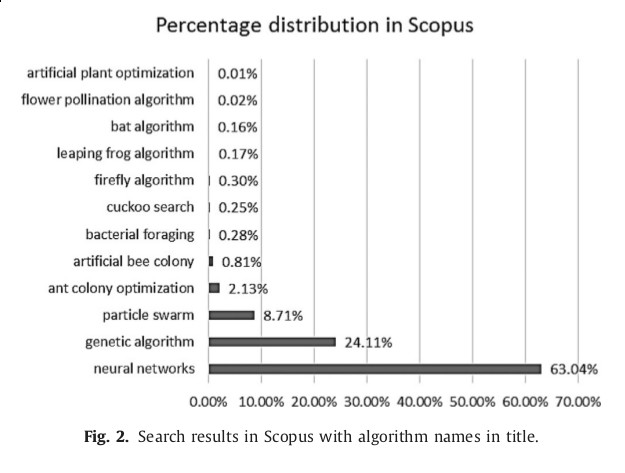 Percentage distribution in Scopus
artificial plant optimization 0.01%
flower pollination algorithm 0.02%
bat algorithm 0.16%
leaping frog algorithm 0.17%
firefly algorithm 0.30%
cuckoo search 0.25%
bacterial foraging 0.28%
artificial bee colony 0.81%
ant colony optimization 2.13%
particle swarm 8.71%
genetic algorithm 24.11%
neural networks 63.04%
0.00% 10.00% 20.00% 30.00% 40.00% 50.00% 60.00% 70.00%
Fig. 2. Search results in Scopus with algorithm names in title.